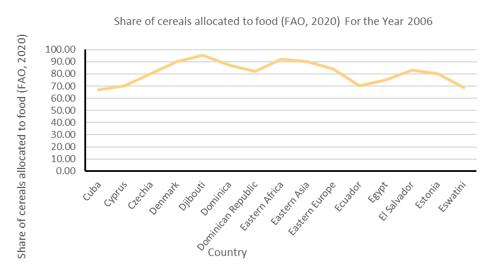 Share of cereals allocated to food (FAO, 2020) For the Year 2006
Share of cereals allocated to food (FAO, 2020)
100.00
90.00
80.00
70.00
60.00
50.00
40.00
30.00
20.00
10.00
0.00
Cuba
Cyprus
Czechia
Denmark
Djibouti
Dominica
Dominican Republic
Eastern Africa
Eastern Asia
Eastern Europe
Ecuador
Egypt
El Salvador
Estonia
Eswatini
Country